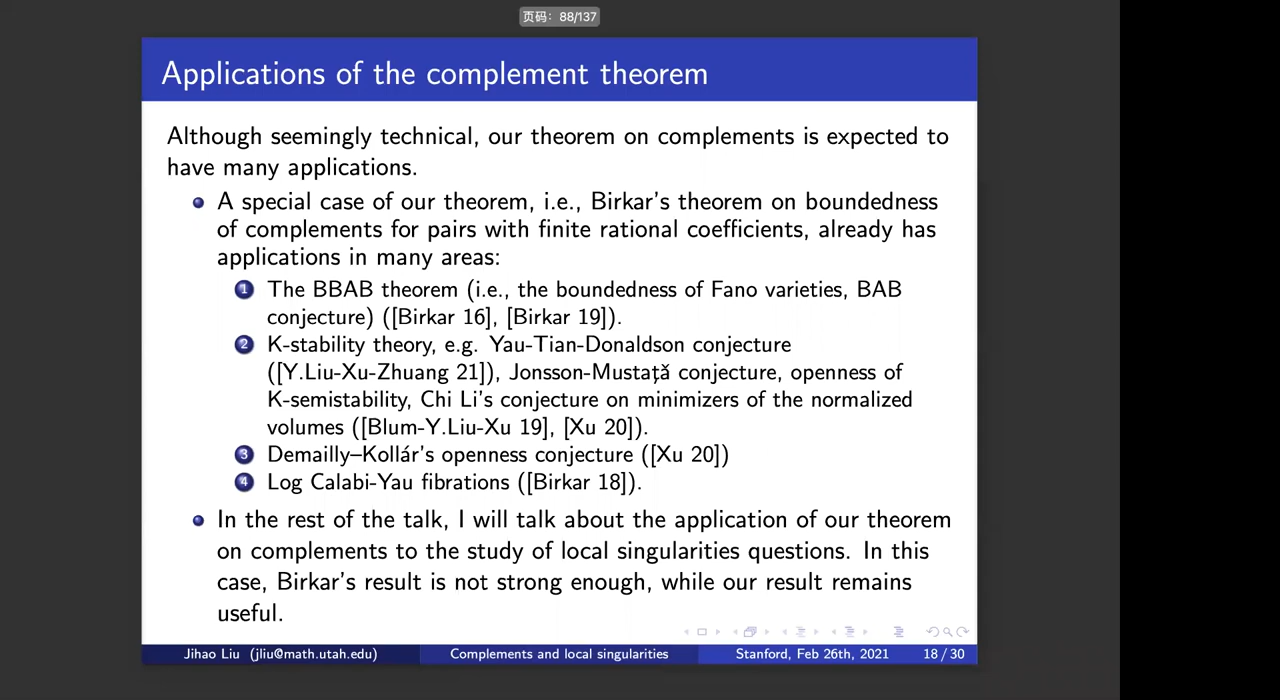 页码: 88/137
Applications of the complement theorem
Although seemingly technical, our theorem on complements is expected to
have many applications.
A special case of our theorem, i.e., Birkar's theorem on boundedness
of complements for pairs with finite rational coefficients, already has
applications in many areas:
1 The BBAB theorem (i.e., the boundedness of Fano varieties, BAB
conjecture) ([Birkar 16], [Birkar 19]).
2 K-stability theory, e.g. Yau-Tian-Donaldson conjecture
([Y.Liu-Xu-Zhuang 21]), Jonsson-Mustaţă conjecture, openness of
K-semistability, Chi Li's conjecture on minimizers of the normalized
volumes ([Blum-Y.Liu-Xu 19], [Xu 20]).
3 Demailly–Kollár's openness conjecture ([Xu 20])
4 Log Calabi-Yau fibrations ([Birkar 18]).
In the rest of the talk, I will talk about the application of our theorem
on complements to the study of local singularities questions. In this
case, Birkar's result is not strong enough, while our result remains
useful.
Jihao Liu (jliu@math.utah.edu) Complements and local singularities Stanford, Feb 26th, 2021 18 / 30